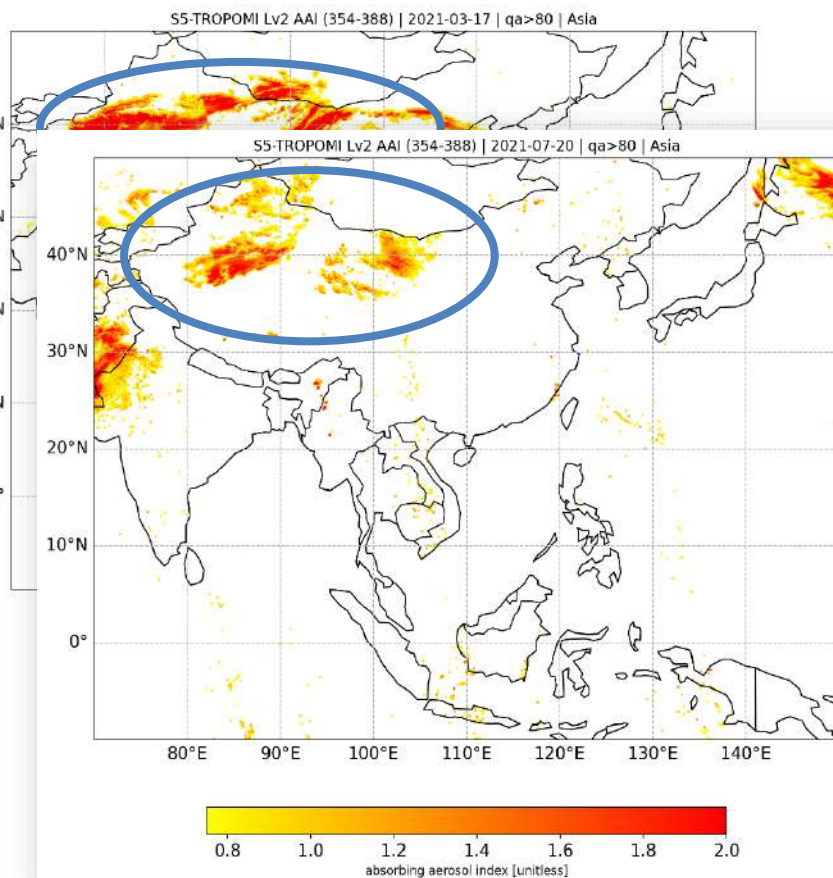 S5-TROPOMI Lv2 AAI (354-388) | 2021-03-17 | qa>80 | Asia
S5-TROPOMI Lv2 AAI (354-388) | 2021-07-20 | qa>80 | Asia
40°N
30°N
20°N
10°N
0°
80°E 90°E 100°E 110°E 120°E 130°E 140°E
0.8 1.0 1.2 1.4 1.6 1.8 2.0
absorbing aerosol index [unitless]